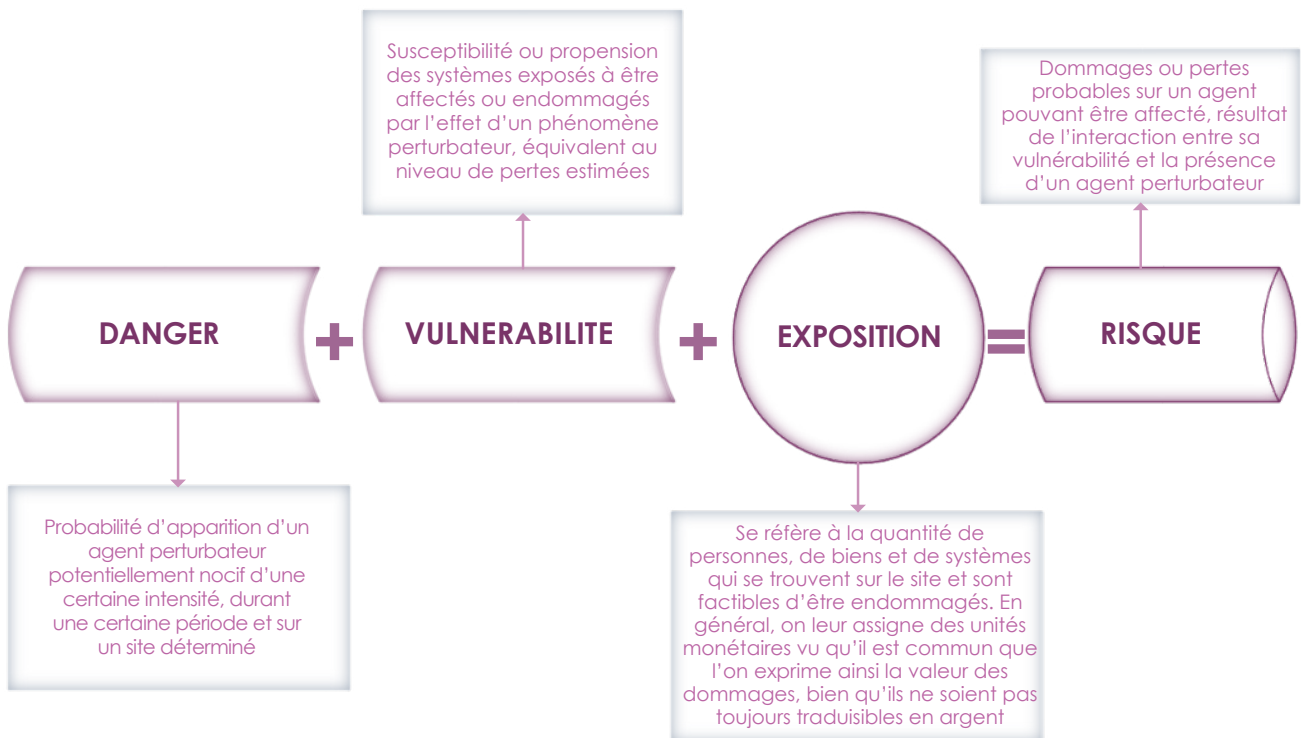 Susceptibilité ou propension
des systèmes exposés à être
affectés ou endommagés
par l'effet d'un phénomène
perturbateur, équivalent au
niveau de pertes estimées
Dommages ou pertes
probables sur un agent
pouvant être affecté, résultat
de l'interaction entre sa
vulnérabilité et la présence
d'un agent perturbateur
DANGER + VULNERABILITE + EXPOSITION = RISQUE
Probabilité d'apparition d'un
agent perturbateur
potentiellement nocif d'une
certaine intensité, durant
une certaine période et sur
un site déterminé
Se réfère à la quantité de
personnes, de biens et de systèmes
qui se trouvent sur le site et sont
factibles d'être endommagés. En
général, on leur assigne des unités
monétaires vu qu'il est commun que
l'on exprime ainsi la valeur des
dommages, bien qu'ils ne soient pas
toujours traduisibles en argent